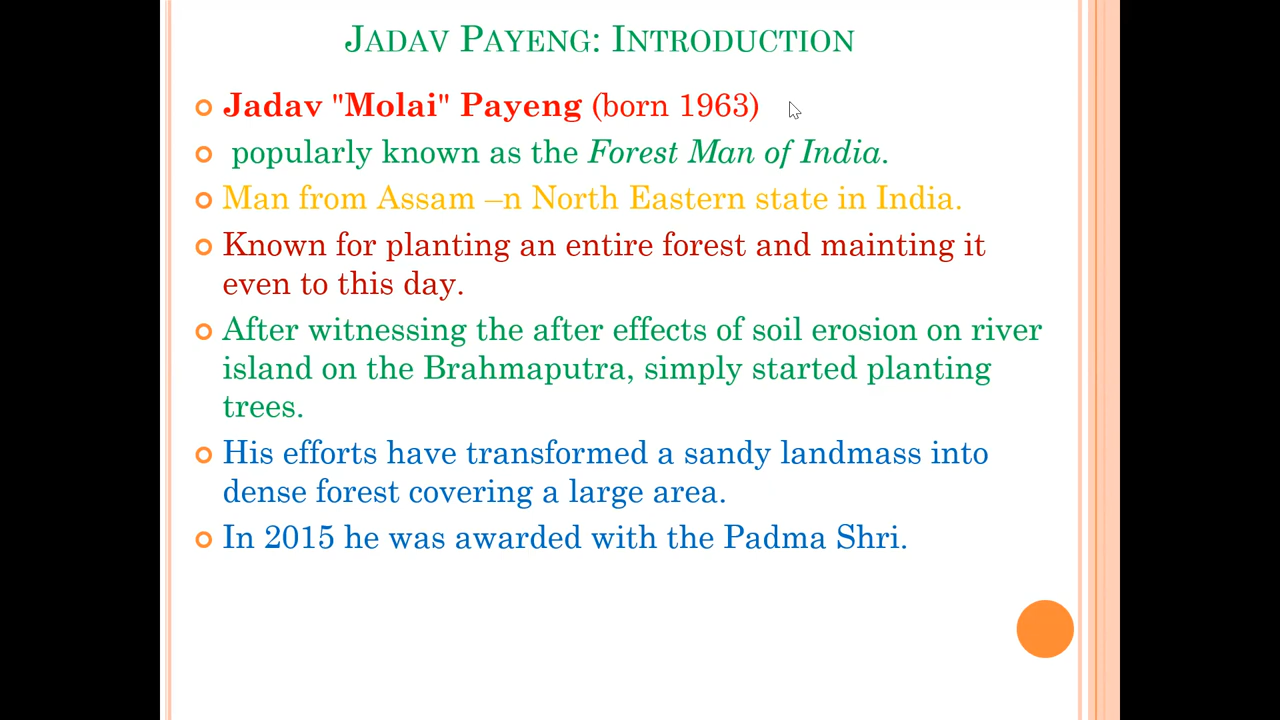 JADAV PAYENG: INTRODUCTION
Jadav "Molai" Payeng (born 1963)
popularly known as the Forest Man of India.
Man from Assam –n North Eastern state in India.
Known for planting an entire forest and mainting it
even to this day.
After witnessing the after effects of soil erosion on river
island on the Brahmaputra, simply started planting
trees.
His efforts have transformed a sandy landmass into
dense forest covering a large area.
In 2015 he was awarded with the Padma Shri.